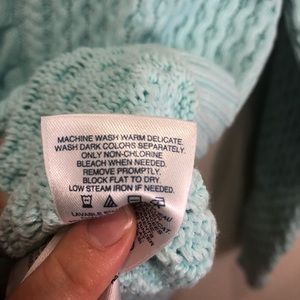 MACHINE WASH WARM DELICATE.
WASH DARK COLORS SEPARATELY.
ONLY NON-CHLORINE
BLEACH WHEN NEEDED.
REMOVE PROMPTLY.
BLOCK FLAT TO DRY.
LOW STEAM IRON IF NEEDED.
LAVABLE